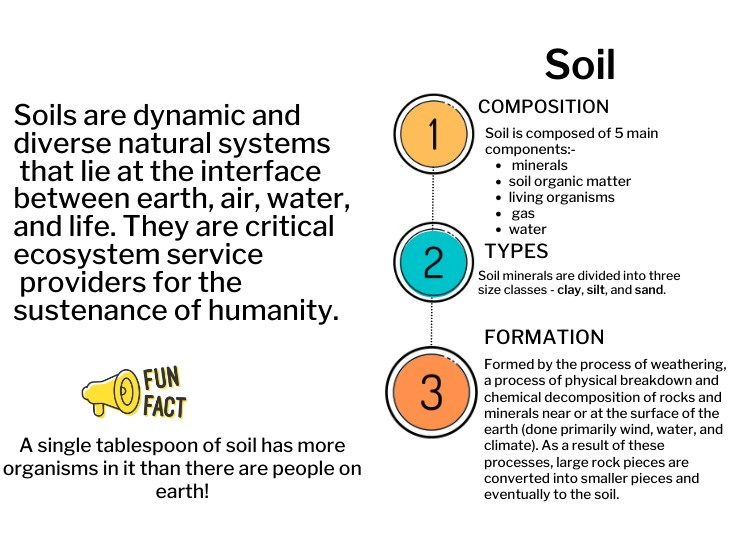 Soils are dynamic and
diverse natural systems
that lie at the interface
between earth, air, water,
and life. They are critical
ecosystem service
providers for the
sustenance of humanity.
FUN
FACT
A single tablespoon of soil has more
organisms in it than there are people on
earth!
Soil
1
COMPOSITION
Soil is composed of 5 main
components:-
• minerals
• soil organic matter
• living organisms
• gas
• water
2
TYPES
Soil minerals are divided into three
size classes - clay, silt, and sand.
3
FORMATION
Formed by the process of weathering,
a process of physical breakdown and
chemical decomposition of rocks and
minerals near or at the surface of the
earth (done primarily wind, water, and
climate). As a result of these
processes, large rock pieces are
converted into smaller pieces and
eventually to the soil.